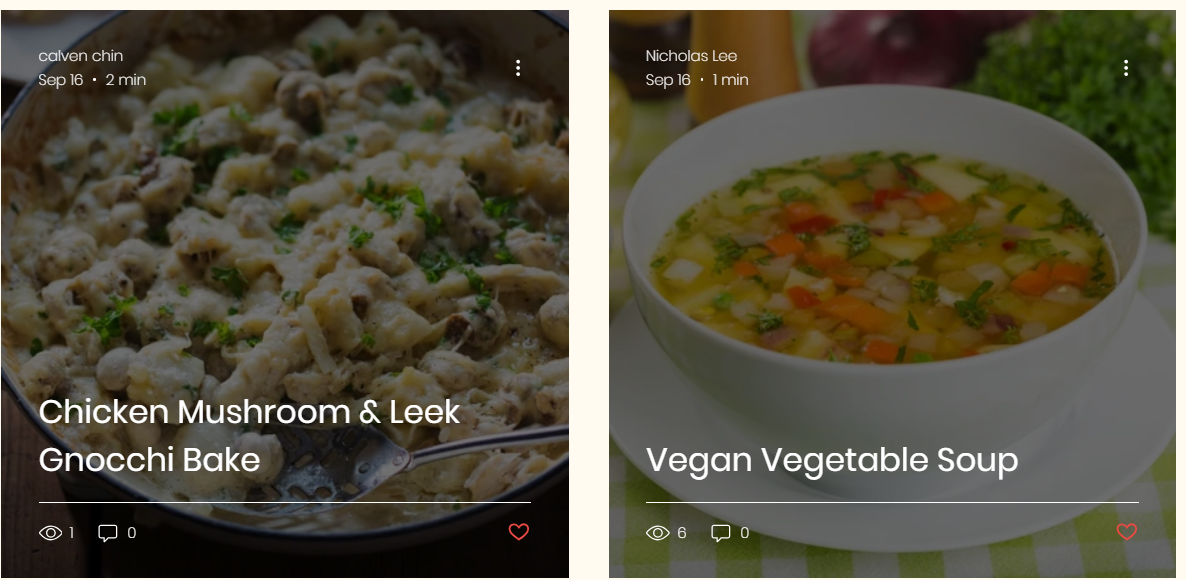 calven chin
Sep 16 · 2 min
Chicken Mushroom & Leek
Gnocchi Bake
1 0
Nicholas Lee
Sep 16 · 1 min
Vegan Vegetable Soup
6 0